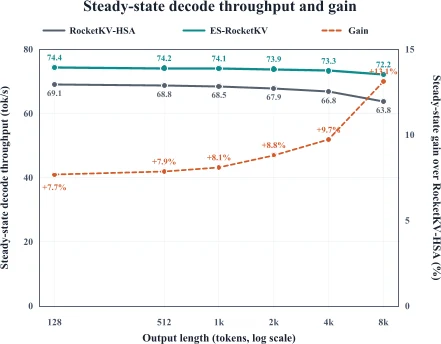 Steady-state decode throughput and gain
RocketKV-HSA ES-RocketKV Gain
80 15
74.4 74.2 74.1 73.9 73.3 72.2
+13.1%
69.1 68.8 68.5 67.9 66.8 63.8
60
10
+9.7%
+8.8%
+8.1%
+7.9%
+7.7%
40
5
20
0 0
128 512 1k 2k 4k 8k
Output length (tokens, log scale)
Steady-state decode throughput (tok/s)
Steady-state gain over RocketKV-HSA (%)